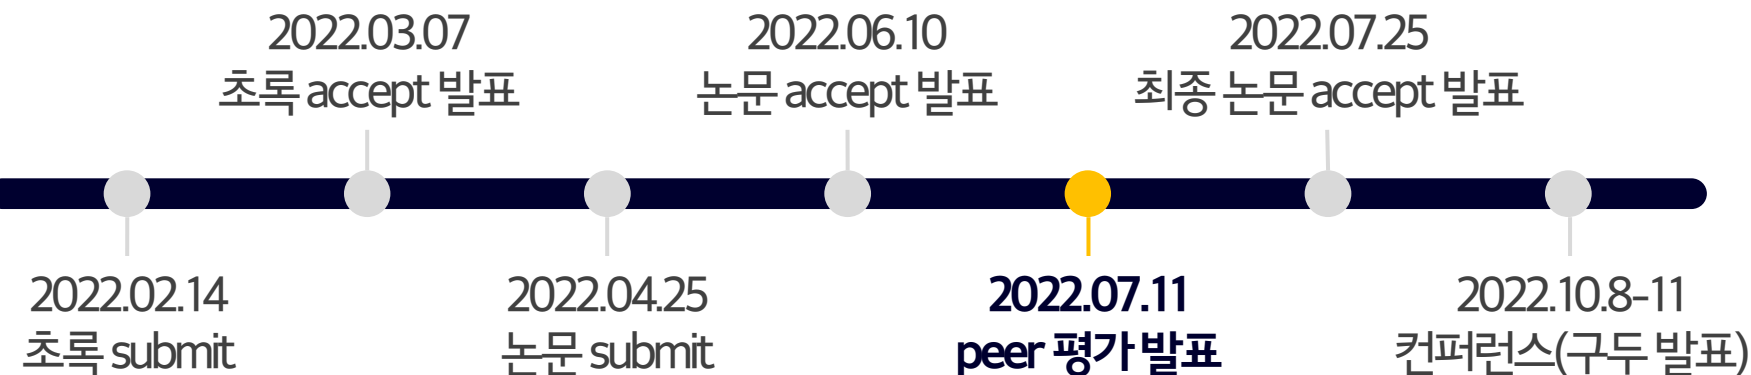 2022.03.07
초록 accept 발표
2022.06.10
논문 accept 발표
2022.07.25
최종 논문 accept 발표
2022.02.14
초록 submit
2022.04.25
논문 submit
2022.07.11
peer 평가 발표
2022.10.8-11
컨퍼런스(구두 발표)